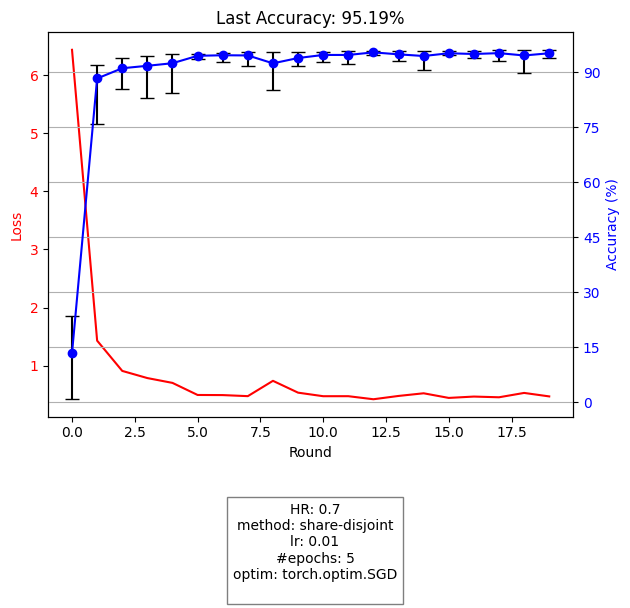 Last Accuracy: 95.19%
6
5
4
3
2
1
Loss
90
75
60
45
30
15
0
Accuracy (%)
0.0 2.5 5.0 7.5 10.0 12.5 15.0 17.5
Round
HR: 0.7
method: share-disjoint
lr: 0.01
#epochs: 5
optim: torch.optim.SGD